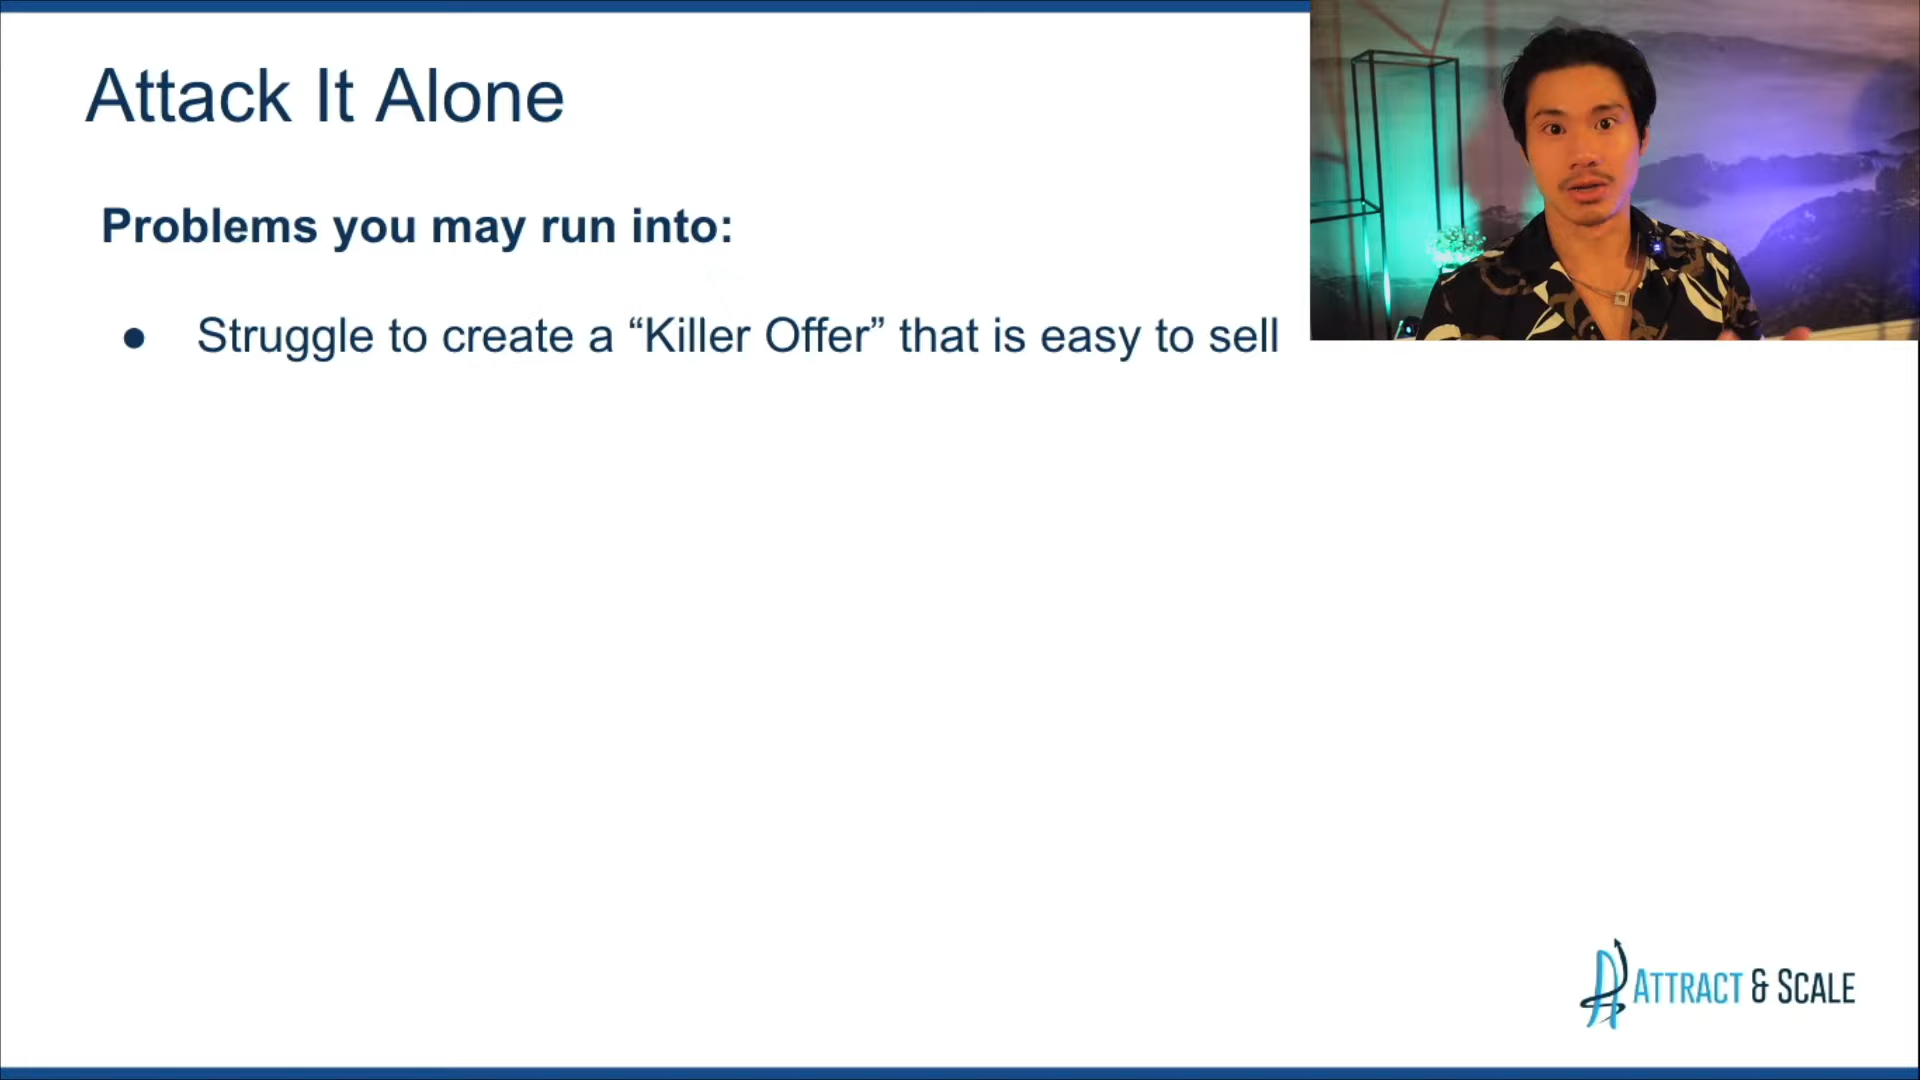 Attack It Alone
Problems you may run into:
● Struggle to create a “Killer Offer” that is easy to sell
ATTRACT & SCALE